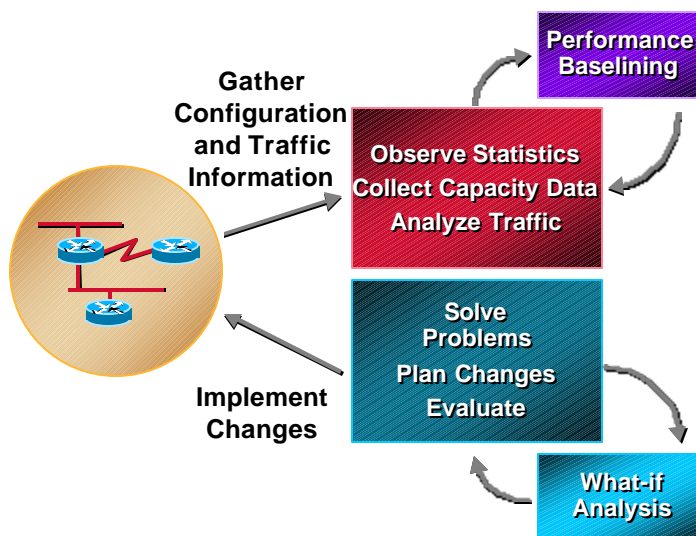 Performance
Baselining
Gather
Configuration
and Traffic
Information
Observe Statistics
Collect Capacity Data
Analyze Traffic
Solve
Problems
Plan Changes
Evaluate
Implement
Changes
What-if
Analysis